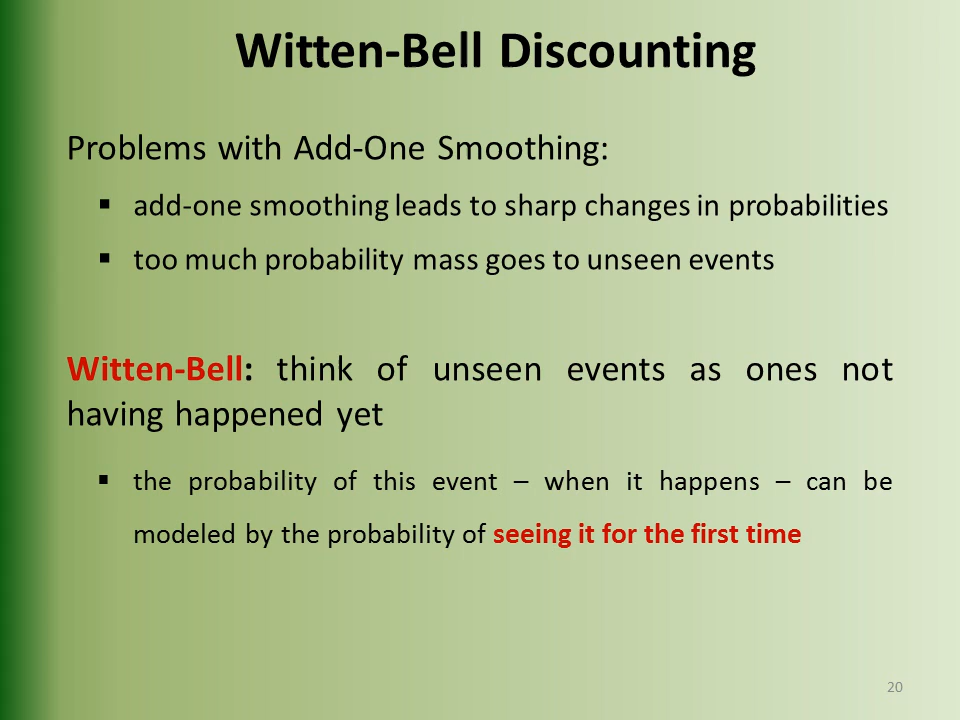 Witten-Bell Discounting
Problems with Add-One Smoothing:
▪ add-one smoothing leads to sharp changes in probabilities
▪ too much probability mass goes to unseen events
Witten-Bell: think of unseen events as ones not
having happened yet
▪ the probability of this event – when it happens – can be
modeled by the probability of seeing it for the first time
20